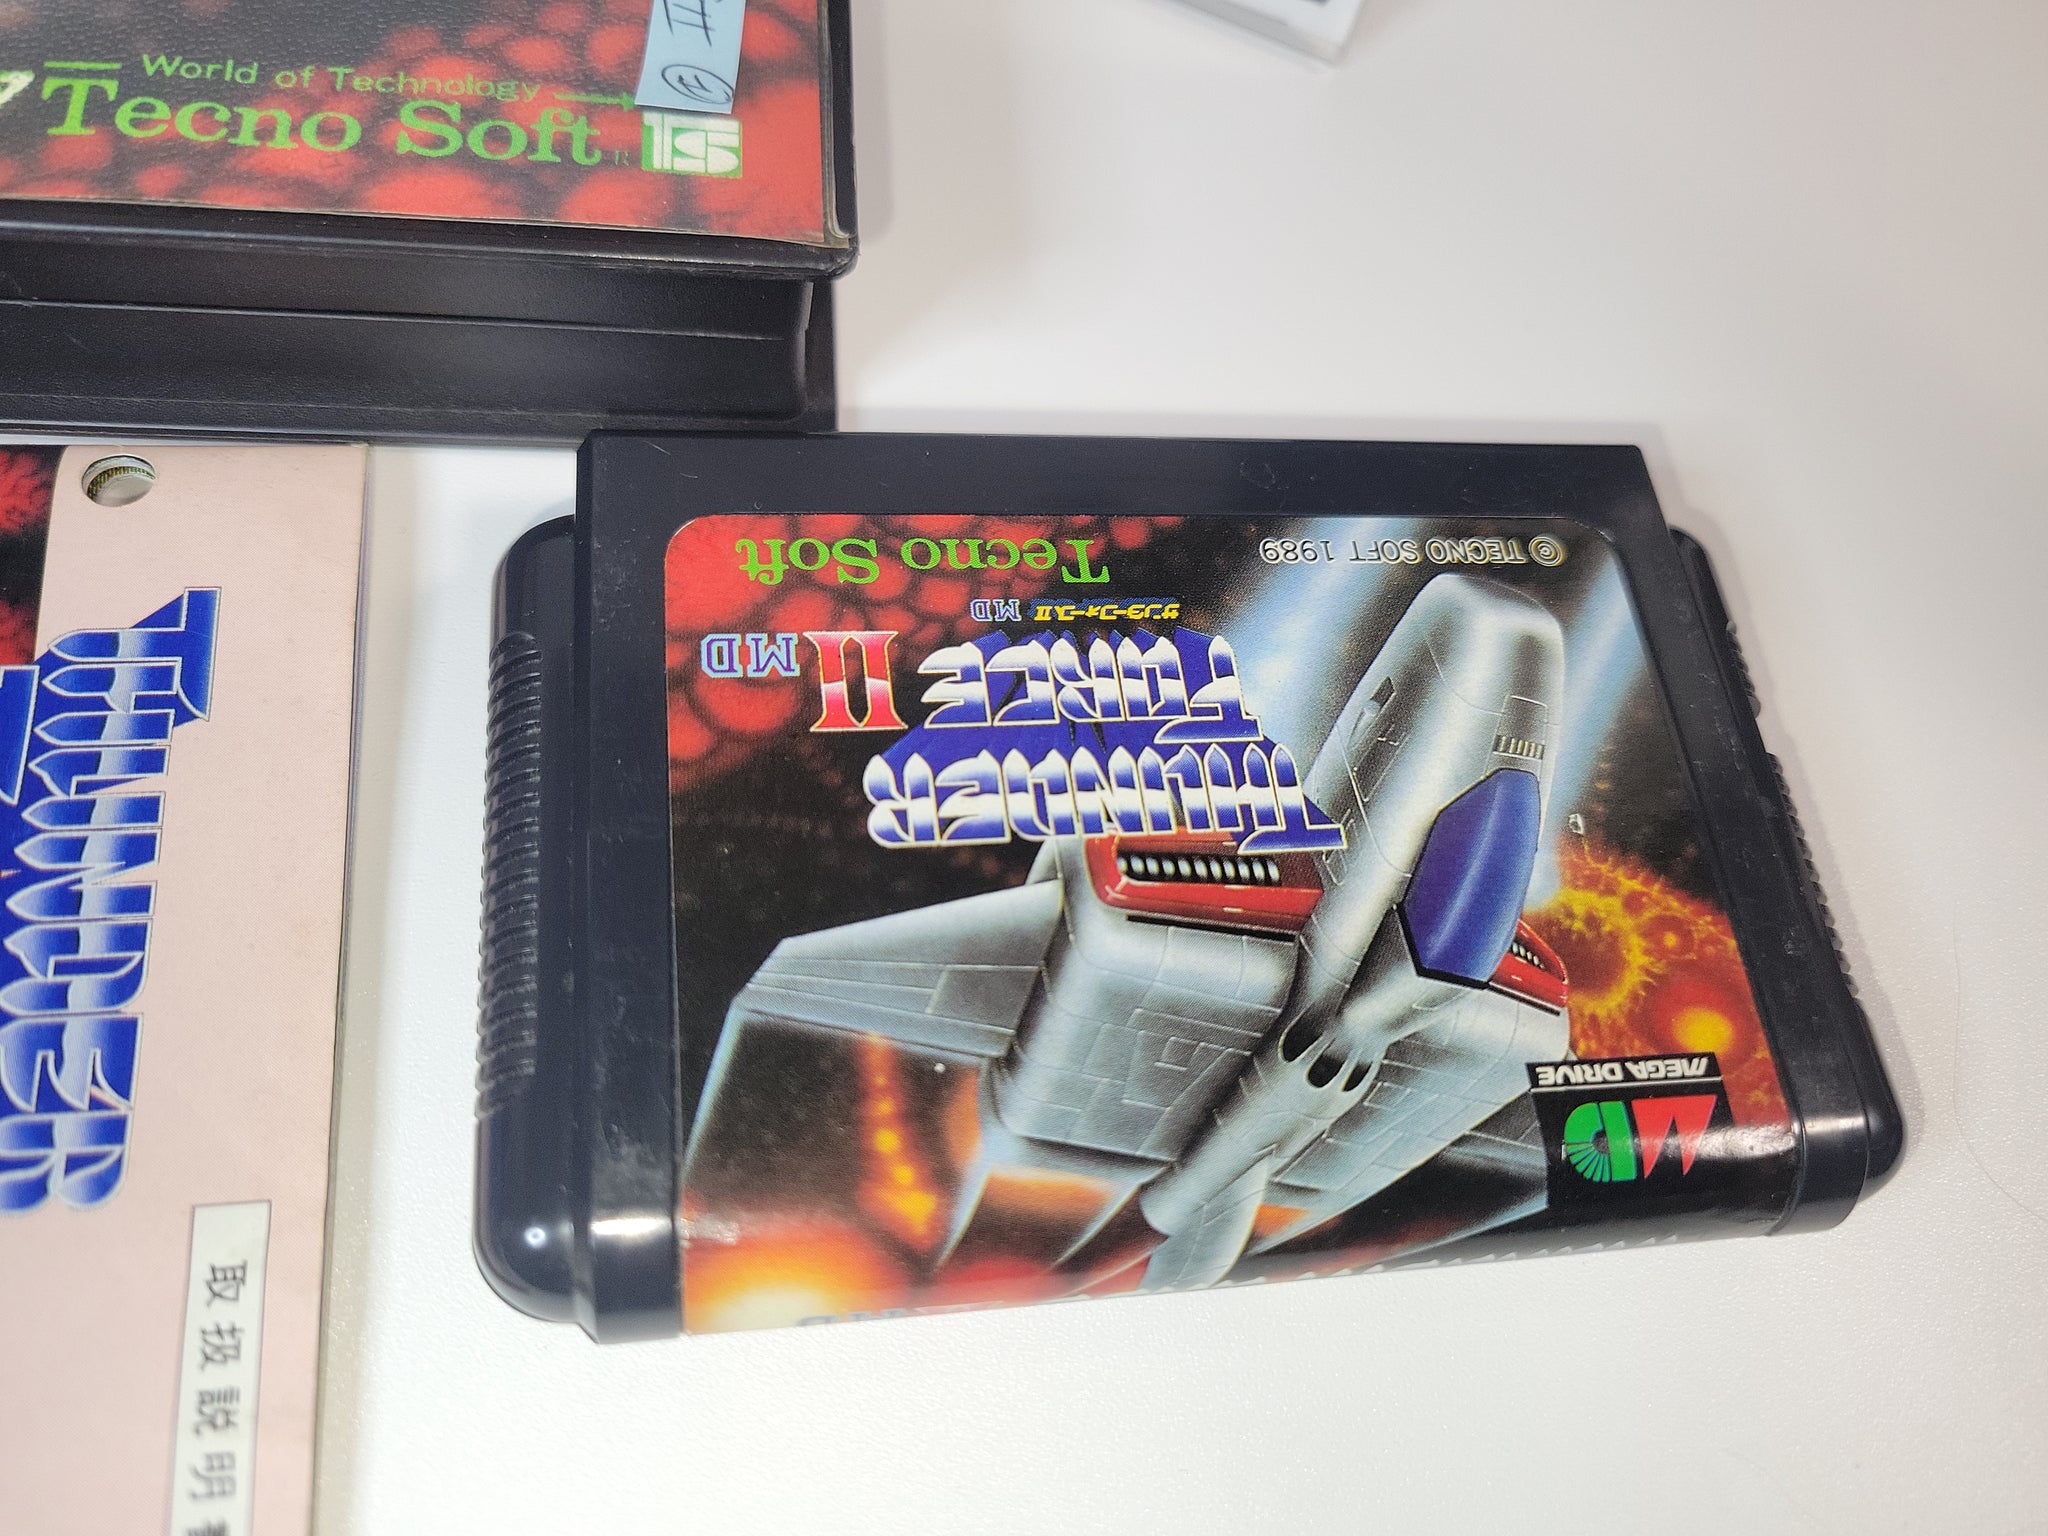 World of Technology
Tecno Soft
TS
II
THUNDER
取扱説明
MEGA DRIVE
THUNDER
FORCE II MD
サンダーフォースII MD
Tecno Soft
© TECNO SOFT 1989